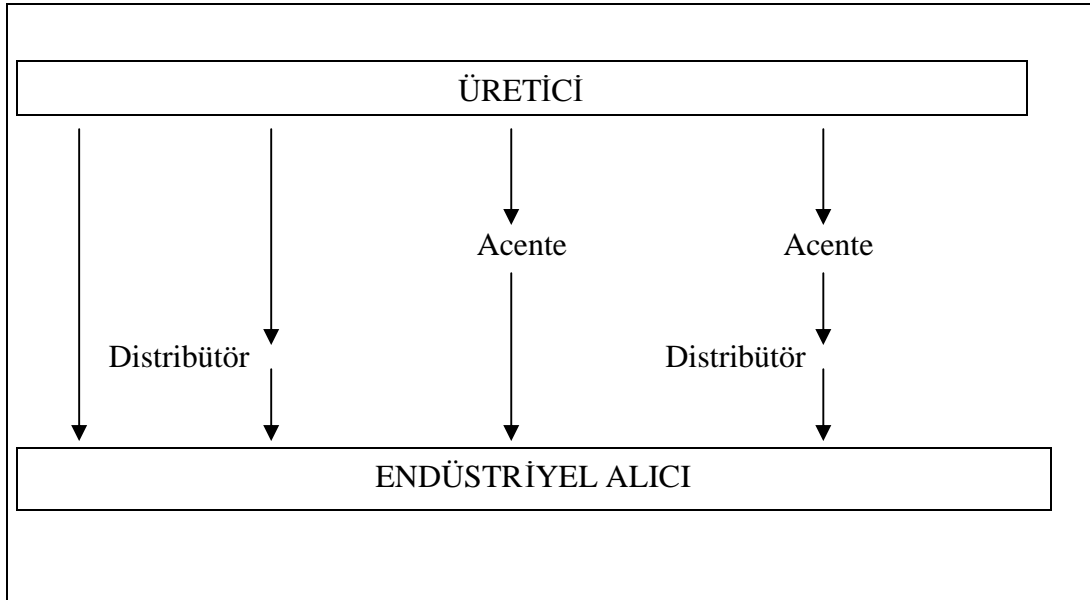 ÜRETİCİ
Acente Acente
Distribütör Distribütör
ENDÜSTRİYEL ALICI